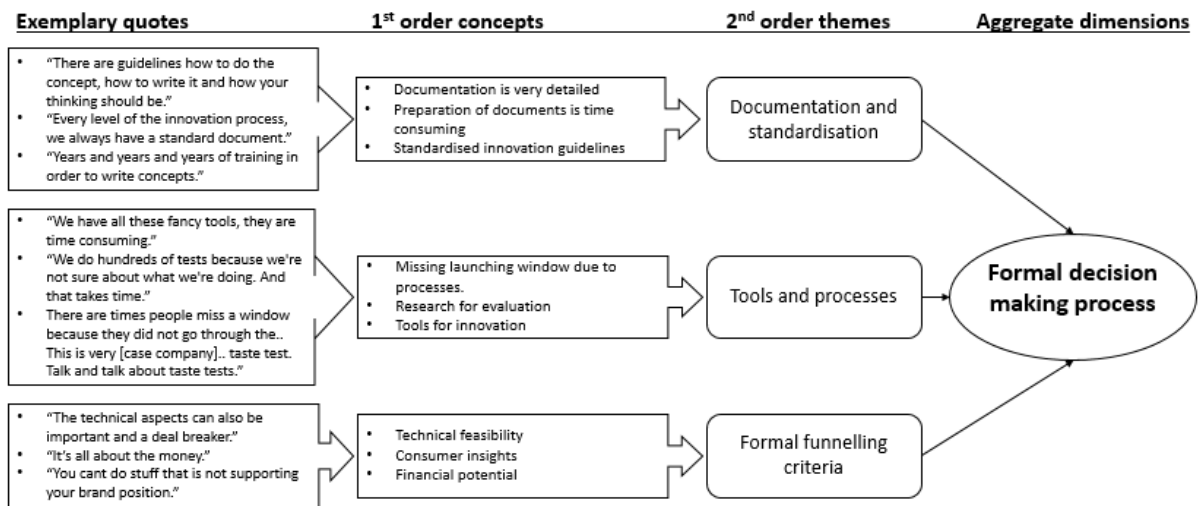 Exemplary quotes
1st order concepts
2nd order themes
Aggregate dimensions
• “There are guidelines how to do the
concept, how to write it and how your
thinking should be.”
• “Every level of the innovation process,
we always have a standard document.”
• “Years and years and years of training in
order to write concepts.”
• Documentation is very detailed
• Preparation of documents is time
consuming
• Standardised innovation guidelines
Documentation and
standardisation
• “We have all these fancy tools, they are
time consuming.”
• “We do hundreds of tests because we're
not sure about what we're doing. And
that takes time.”
• There are times people miss a window
because they did not go through the..
This is very [case company].. taste test.
Talk and talk about taste tests.”
• Missing launching window due to
processes.
• Research for evaluation
• Tools for innovation
Tools and processes
Formal decision
making process
• “The technical aspects can also be
important and a deal breaker.”
• “It's all about the money.”
• “You cant do stuff that is not supporting
your brand position.”
• Technical feasibility
• Consumer insights
• Financial potential
Formal funnelling
criteria